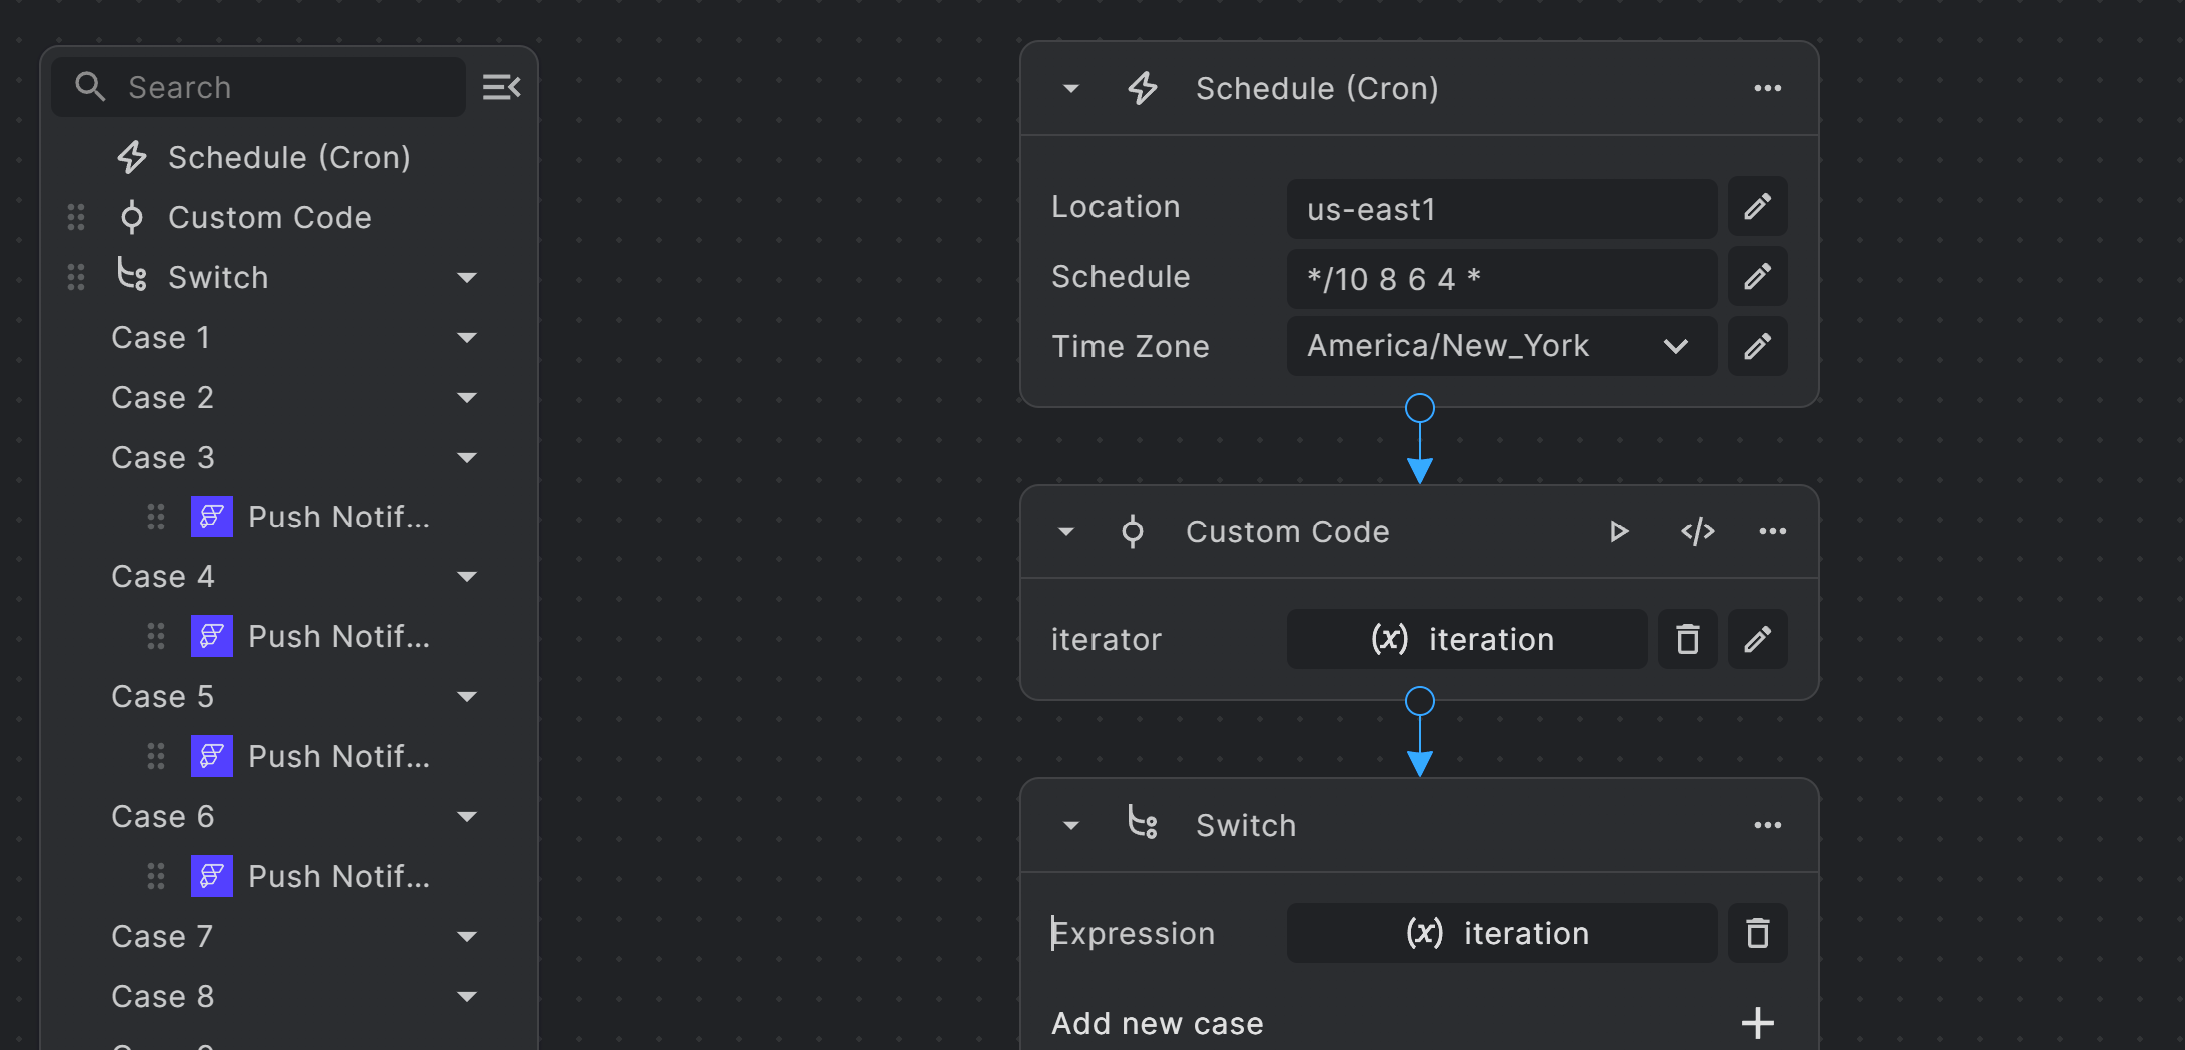 Search
Schedule (Cron)
Custom Code
Switch
Case 1
Case 2
Case 3
Push Notif...
Case 4
Push Notif...
Case 5
Push Notif...
Case 6
Push Notif...
Case 7
Case 8
Schedule (Cron)
Location us-east1
Schedule */10 8 6 4 *
Time Zone America/New_York
Custom Code
iterator (x) iteration
Switch
Expression (x) iteration
Add new case